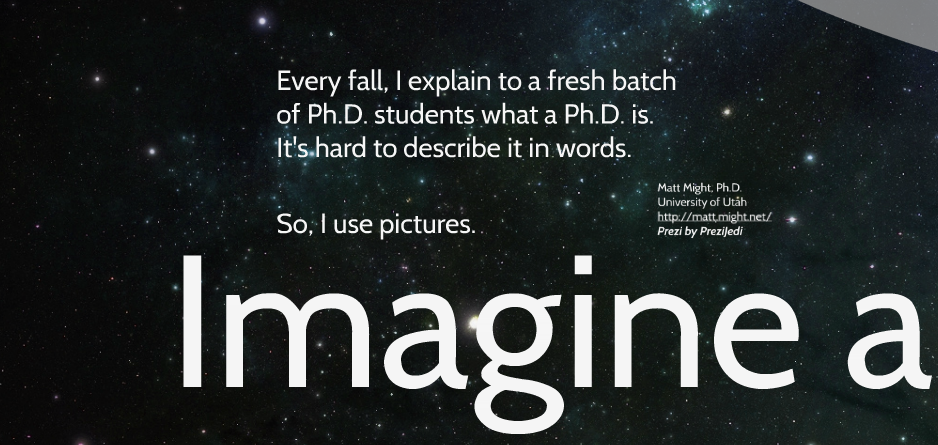 Every fall, I explain to a fresh batch
of Ph.D. students what a Ph.D. is.
It's hard to describe it in words.
So, I use pictures.
Matt Might, Ph.D.
University of Utah
http://matt.might.net/
Prezi by PreziJedi
Imagine a